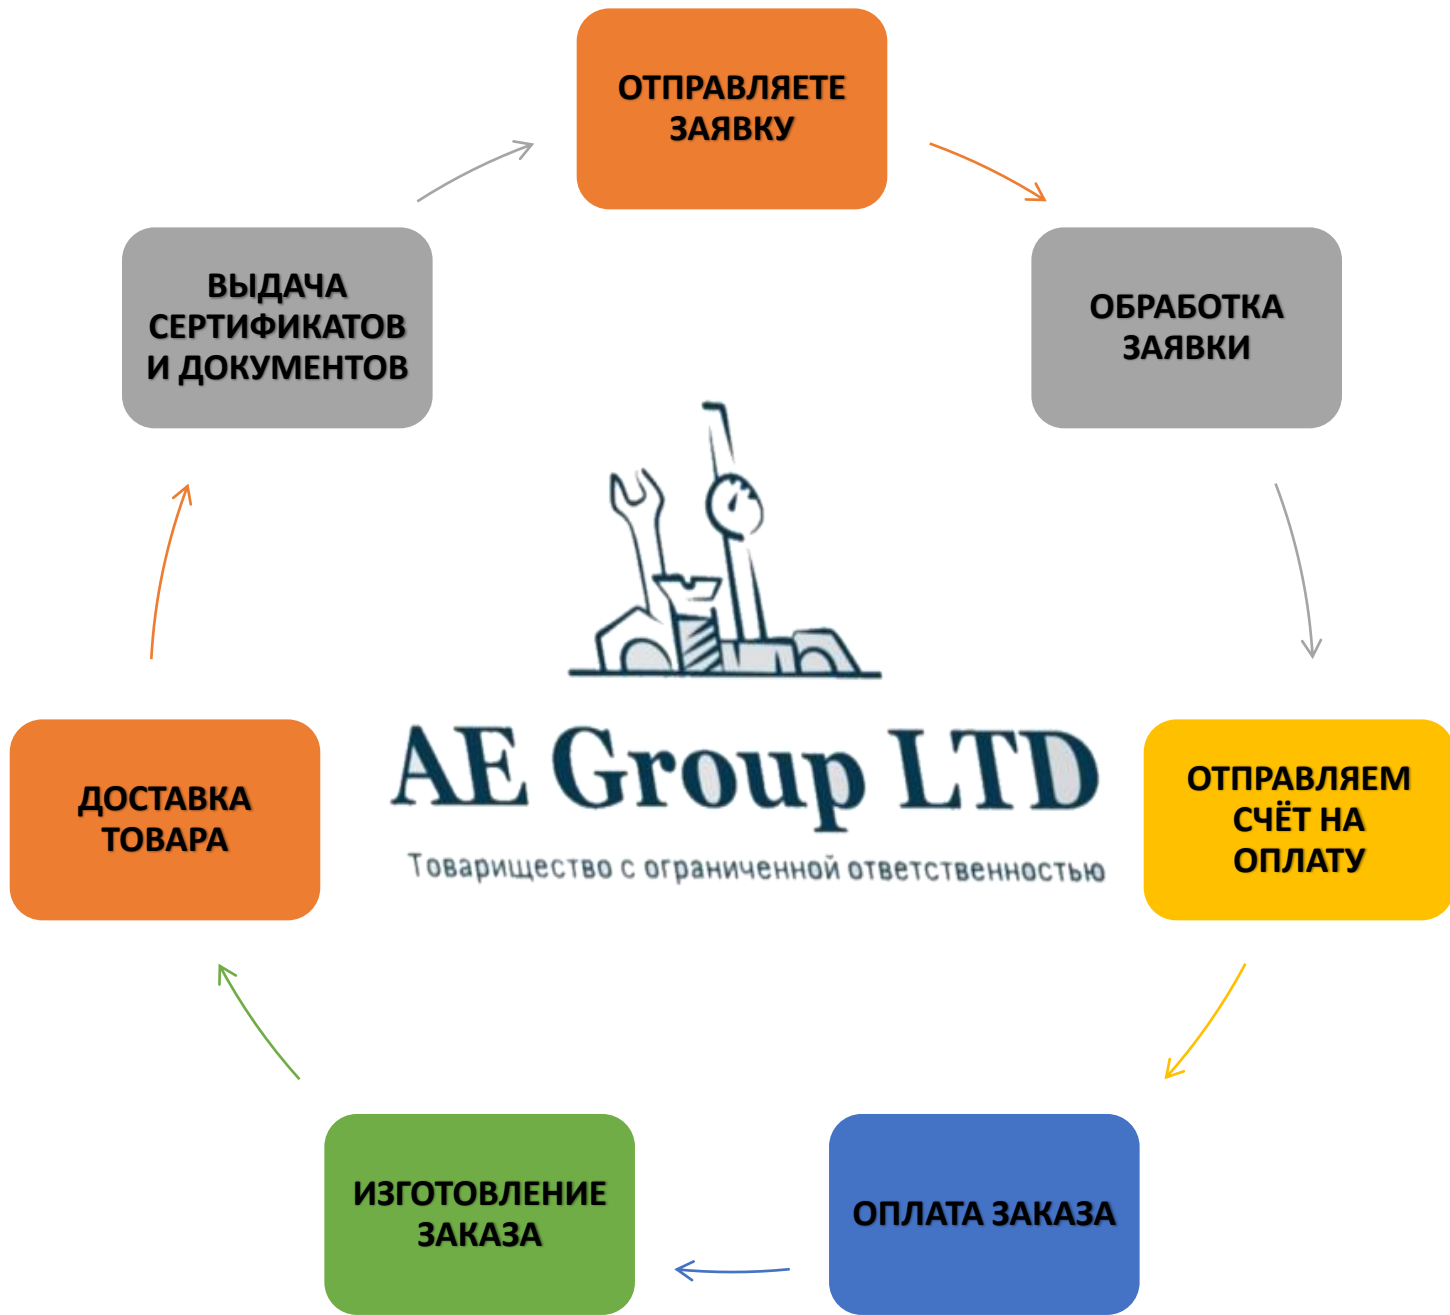 ОТПРАВЛЯЕТЕ
ЗАЯВКУ
ОБРАБОТКА
ЗАЯВКИ
ОТПРАВЛЯЕМ
СЧЁТ НА
ОПЛАТУ
ОПЛАТА ЗАКАЗА
ИЗГОТОВЛЕНИЕ
ЗАКАЗА
ДОСТАВКА
ТОВАРА
ВЫДАЧА
СЕРТИФИКАТОВ
И ДОКУМЕНТОВ
AE Group LTD
Товарищество с ограниченной ответственностью